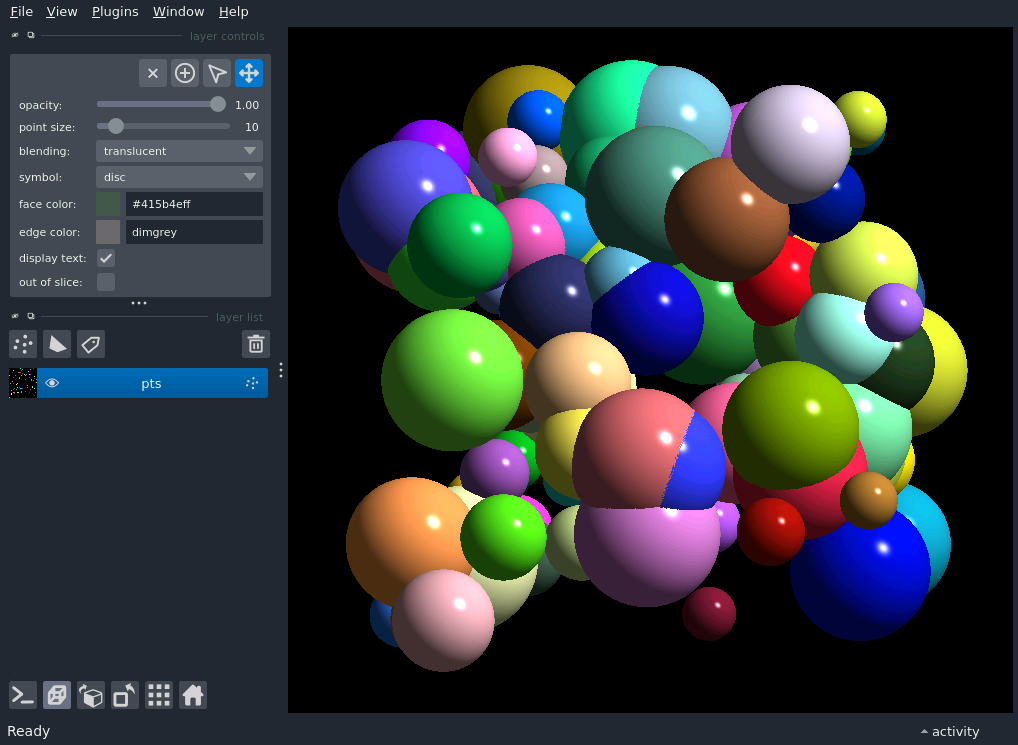 File View Plugins Window Help
layer controls
opacity: 1.00
point size: 10
blending: translucent
symbol: disc
face color: #415b4eff
edge color: dimgrey
display text:
out of slice:
layer list
pts
Ready
activity